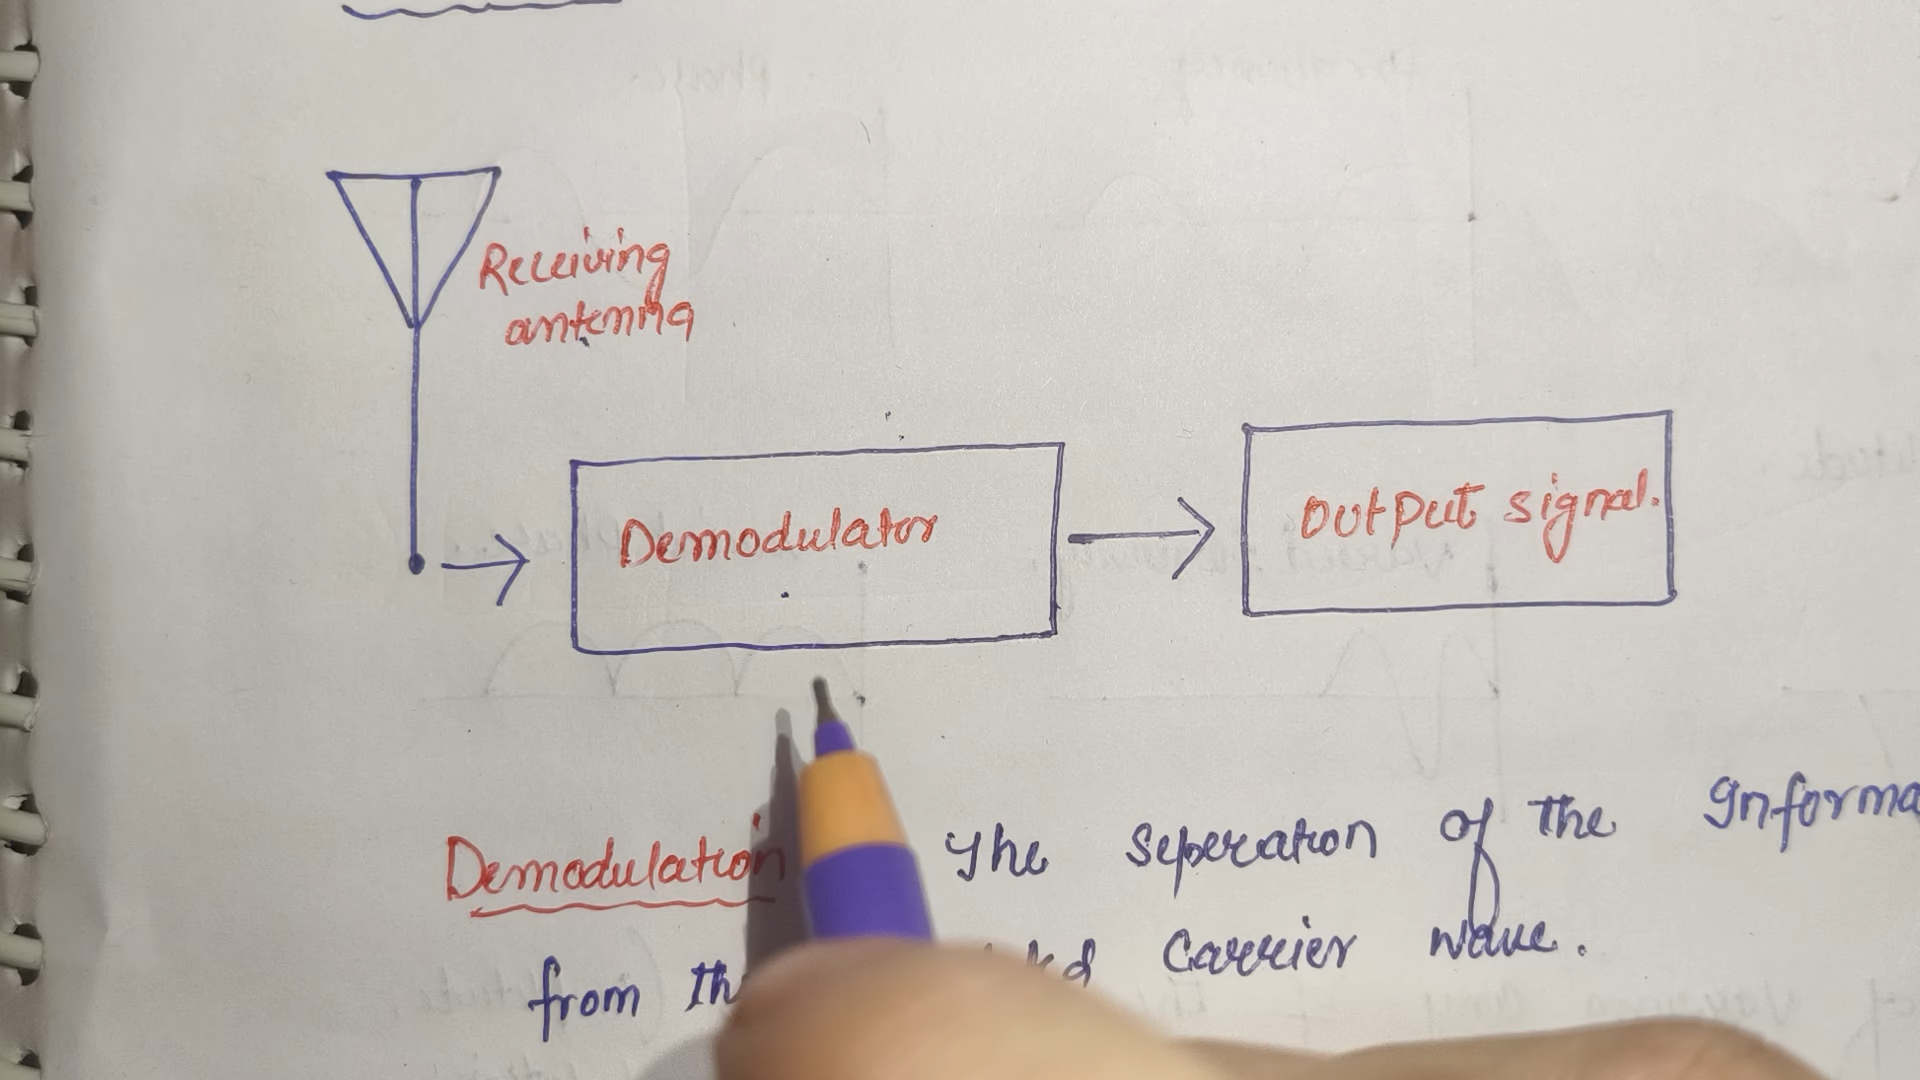 Receiving
antenna
Demodulator
output signal.
Demodulation The Seperation of the Informa
from Carrier wave.